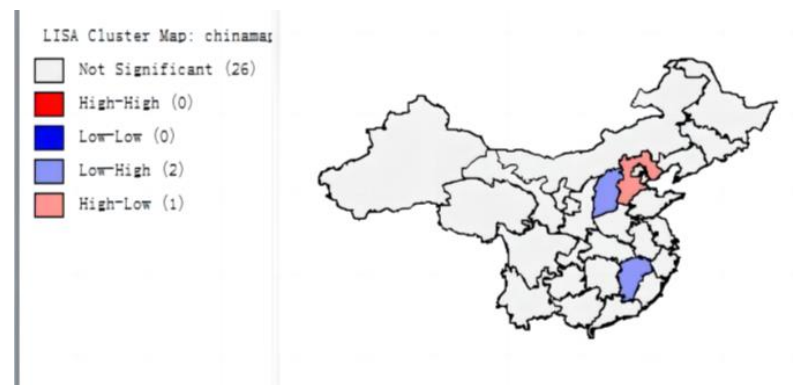 LISA Cluster Map: chinamap
Not Significant (26)
High-High (0)
Low-Low (0)
Low-High (2)
High-Low (1)